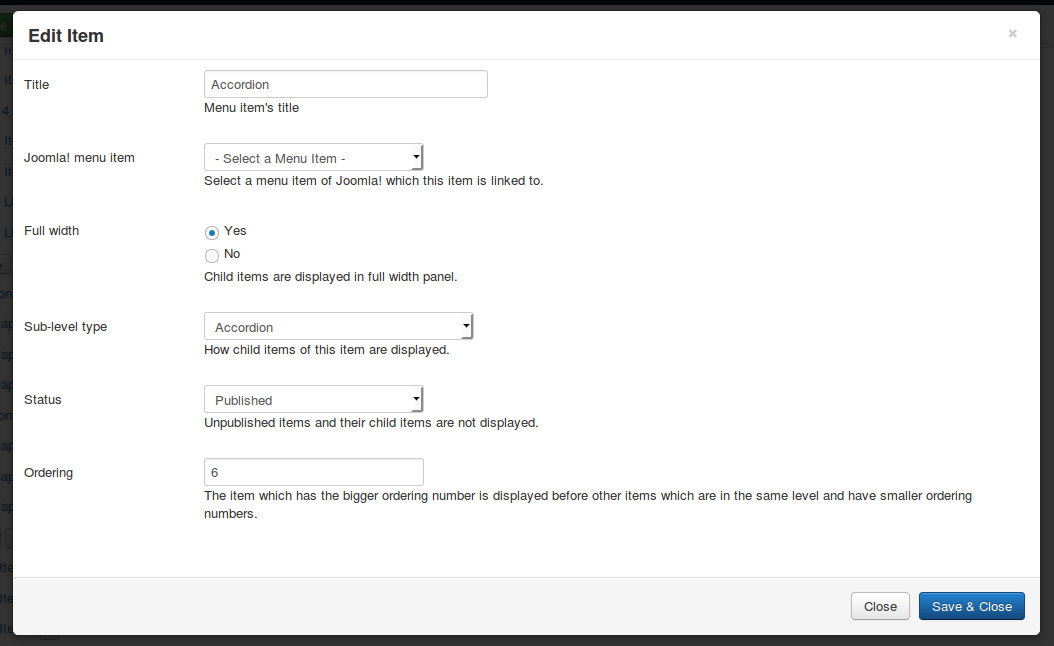 Edit Item
×
Title
Accordion
Menu item's title
Joomla! menu item
- Select a Menu Item -
Select a menu item of Joomla! which this item is linked to.
Full width
Yes
No
Child items are displayed in full width panel.
Sub-level type
Accordion
How child items of this item are displayed.
Status
Published
Unpublished items and their child items are not displayed.
Ordering
6
The item which has the bigger ordering number is displayed before other items which are in the same level and have smaller ordering
numbers.
Close
Save & Close